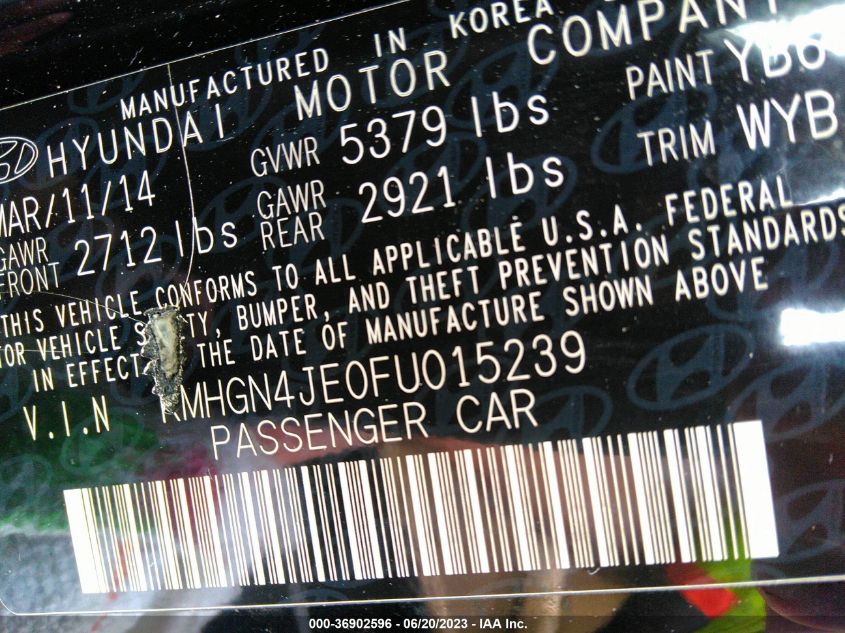 MANUFACTURED IN KOREA
HYUNDAI MOTOR COMPANY
MAR/11/14 GVWR 5379 lbs PAINT
GAWR FRONT 2712 lbs GAWR REAR 2921 lbs TRIM WYB
THIS VEHICLE CONFORMS TO ALL APPLICABLE U.S.A. FEDERAL
VEHICLE BUMPER, AND THEFT PREVENTION STANDARDS
IN EFFECT THE DATE OF MANUFACTURE SHOWN ABOVE
V.I.N KMHGN4JE0FU015239
PASSENGER CAR
000-36902596 - 06/20/2023 - IAA Inc.